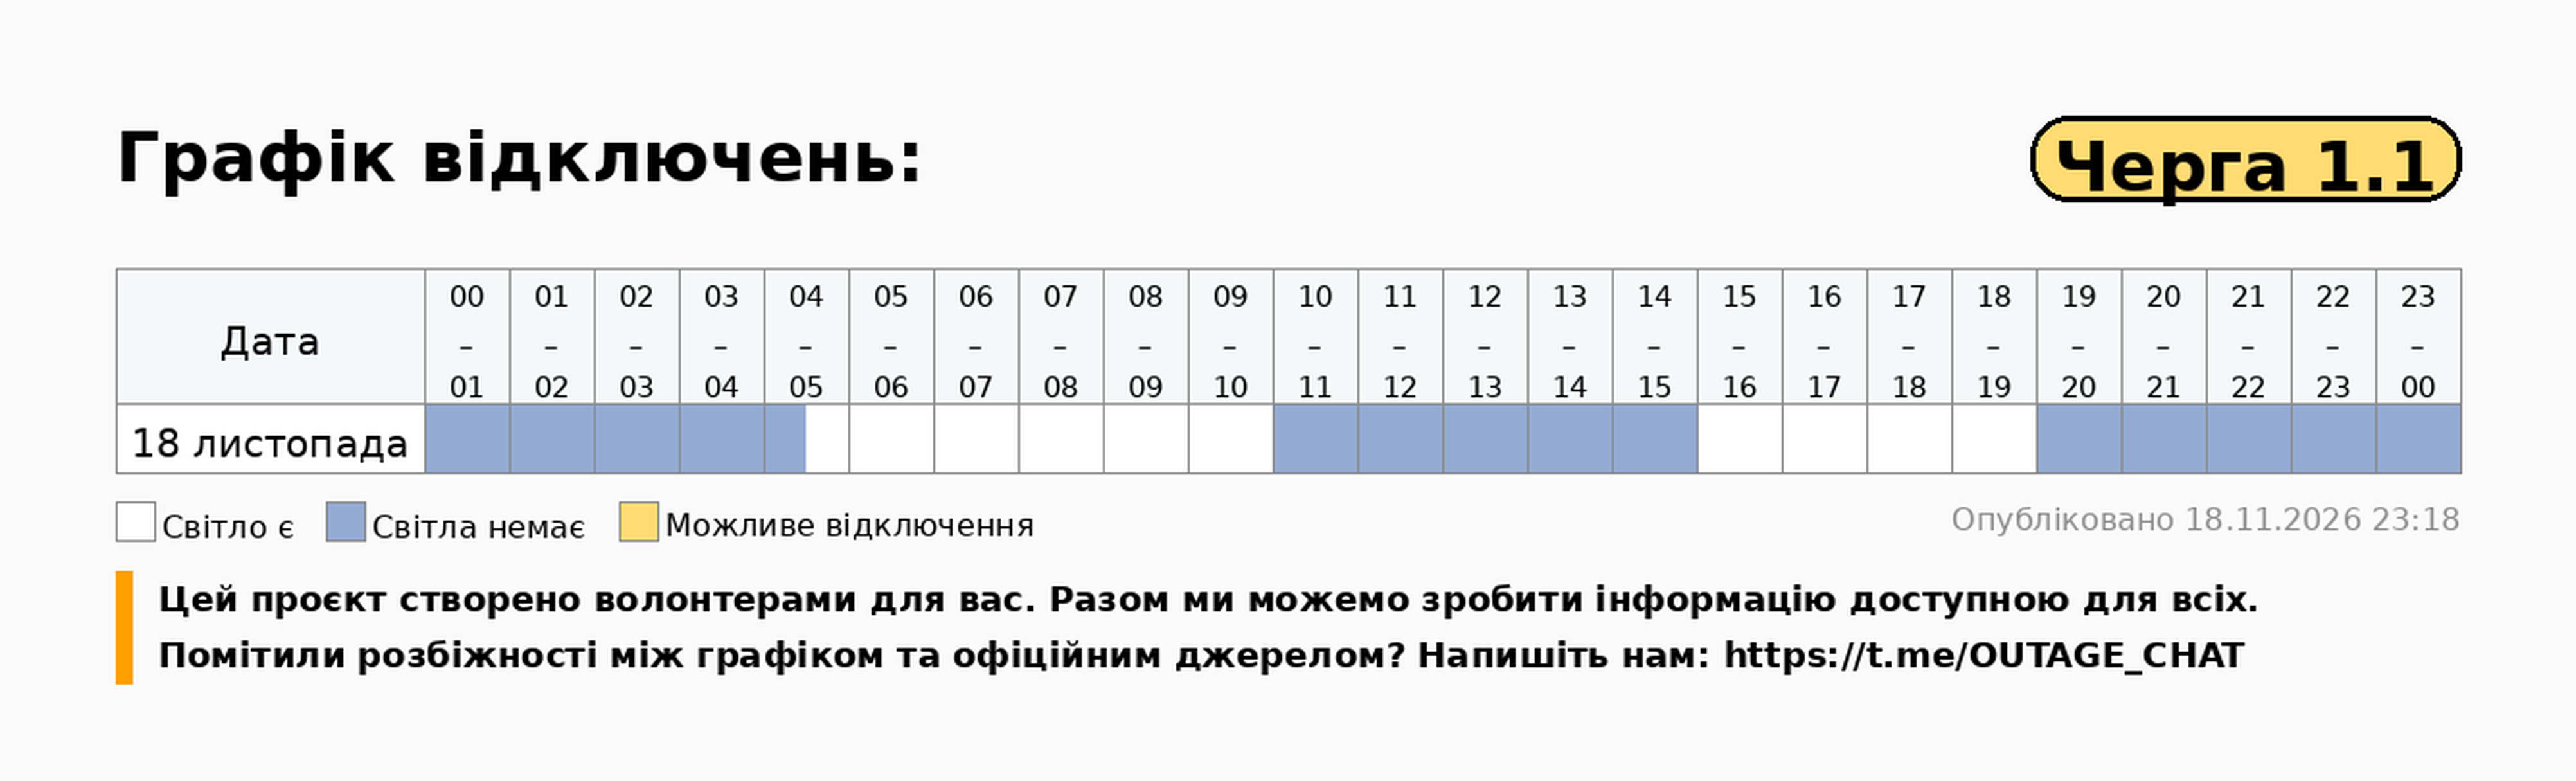 Графік відключень:
Черга 1.1
Дата
00 – 01
01 – 02
02 – 03
03 – 04
04 – 05
05 – 06
06 – 07
07 – 08
08 – 09
09 – 10
10 – 11
11 – 12
12 – 13
13 – 14
14 – 15
15 – 16
16 – 17
17 – 18
18 – 19
19 – 20
20 – 21
21 – 22
22 – 23
23 – 00
18 листопада
Світло є
Світла немає
Можливе відключення
Опубліковано 18.11.2026 23:18
Цей проєкт створено волонтерами для вас. Разом ми можемо зробити інформацію доступною для всіх.
Помітили розбіжності між графіком та офіційним джерелом? Напишіть нам: https://t.me/OUTAGE_CHAT